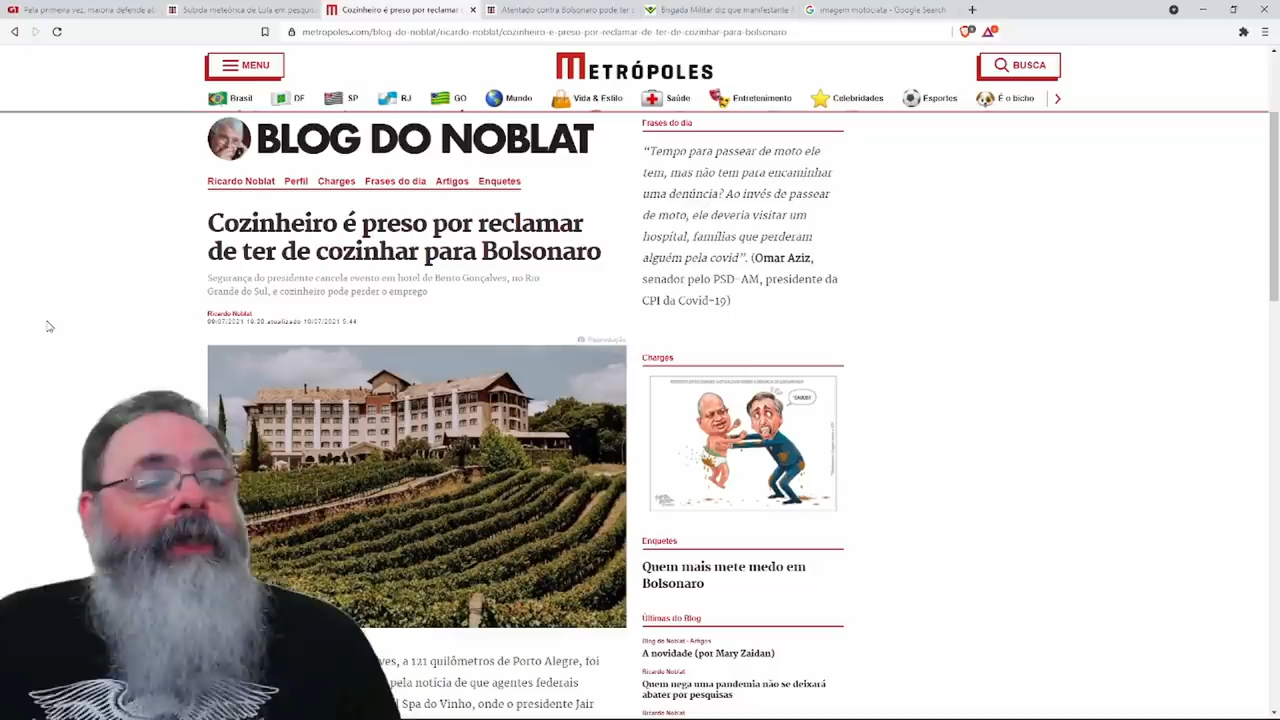 Pela primeira vez, maioria defende a
Subida meteórica de Lula em pesquis
Cozinheiro é preso por reclamar
Atentado contra Bolsonaro pode ter
Brigada Militar diz que manifestante
imagem motociata - Google Search
metropoles.com/blog-do-noblat/ricardo-noblat/cozinheiro-e-preso-por-reclamar-de-ter-de-cozinhar-para-bolsonaro
MENU
METRÓPOLES
BUSCA
Brasil DF SP RJ GO Mundo Vida & Estilo Saúde Entretenimento Celebridades Esportes É o bicho
BLOG DO NOBLAT
Ricardo Noblat Perfil Charges Frases do dia Artigos Enquetes
Cozinheiro é preso por reclamar
de ter de cozinhar para Bolsonaro
Segurança do presidente cancela evento em hotel de Bento Gonçalves, no Rio
Grande do Sul, e cozinheiro pode perder o emprego
Ricardo Noblat
09/07/2021 19:20, atualizado 10/07/2021 5:44
Reprodução
ves, a 121 quilômetros de Porto Alegre, foi
pela notícia de que agentes federais
l Spa do Vinho, onde o presidente Jair
Frases do dia
“Tempo para passear de moto ele
tem, mas não tem para encaminhar
uma denúncia? Ao invés de passear
de moto, ele deveria visitar um
hospital, famílias que perderam
alguém pela covid”. (Omar Aziz,
senador pelo PSD-AM, presidente da
CPI da Covid-19)
Charges
Enquetes
Quem mais mete medo em
Bolsonaro
Últimas do Blog
Blog do Noblat - Artigos
A novidade (por Mary Zaidan)
Ricardo Noblat
Quem nega uma pandemia não se deixará
abater por pesquisas
Ricardo Noblat